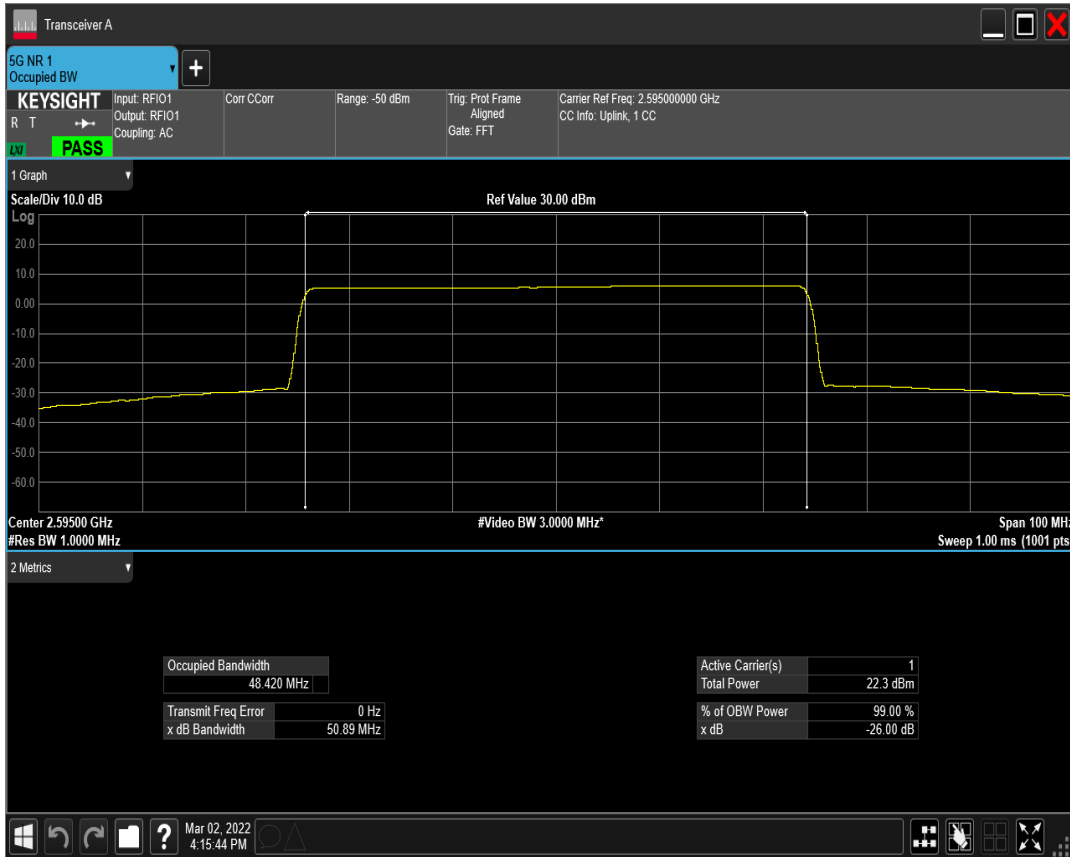 Transceiver A
5G NR 1
Occupied BW
+
KEYSIGHT
R T
LXI
PASS
Input: RFIO1
Output: RFIO1
Coupling: AC
Corr CCorr
Range: -50 dBm
Trig: Prot Frame
Aligned
Gate: FFT
Carrier Ref Freq: 2.595000000 GHz
CC Info: Uplink, 1 CC
1 Graph
Scale/Div 10.0 dB
Ref Value 30.00 dBm
Log
20.0
10.0
0.00
-10.0
-20.0
-30.0
-40.0
-50.0
-60.0
Center 2.59500 GHz
#Video BW 3.0000 MHz*
Span 100 MHz
#Res BW 1.0000 MHz
Sweep 1.00 ms (1001 pts
2 Metrics
Occupied Bandwidth
48.420 MHz
Transmit Freq Error 0 Hz
x dB Bandwidth 50.89 MHz
Active Carrier(s) 1
Total Power 22.3 dBm
% of OBW Power 99.00 %
x dB -26.00 dB
?
Mar 02, 2022
4:15:44 PM